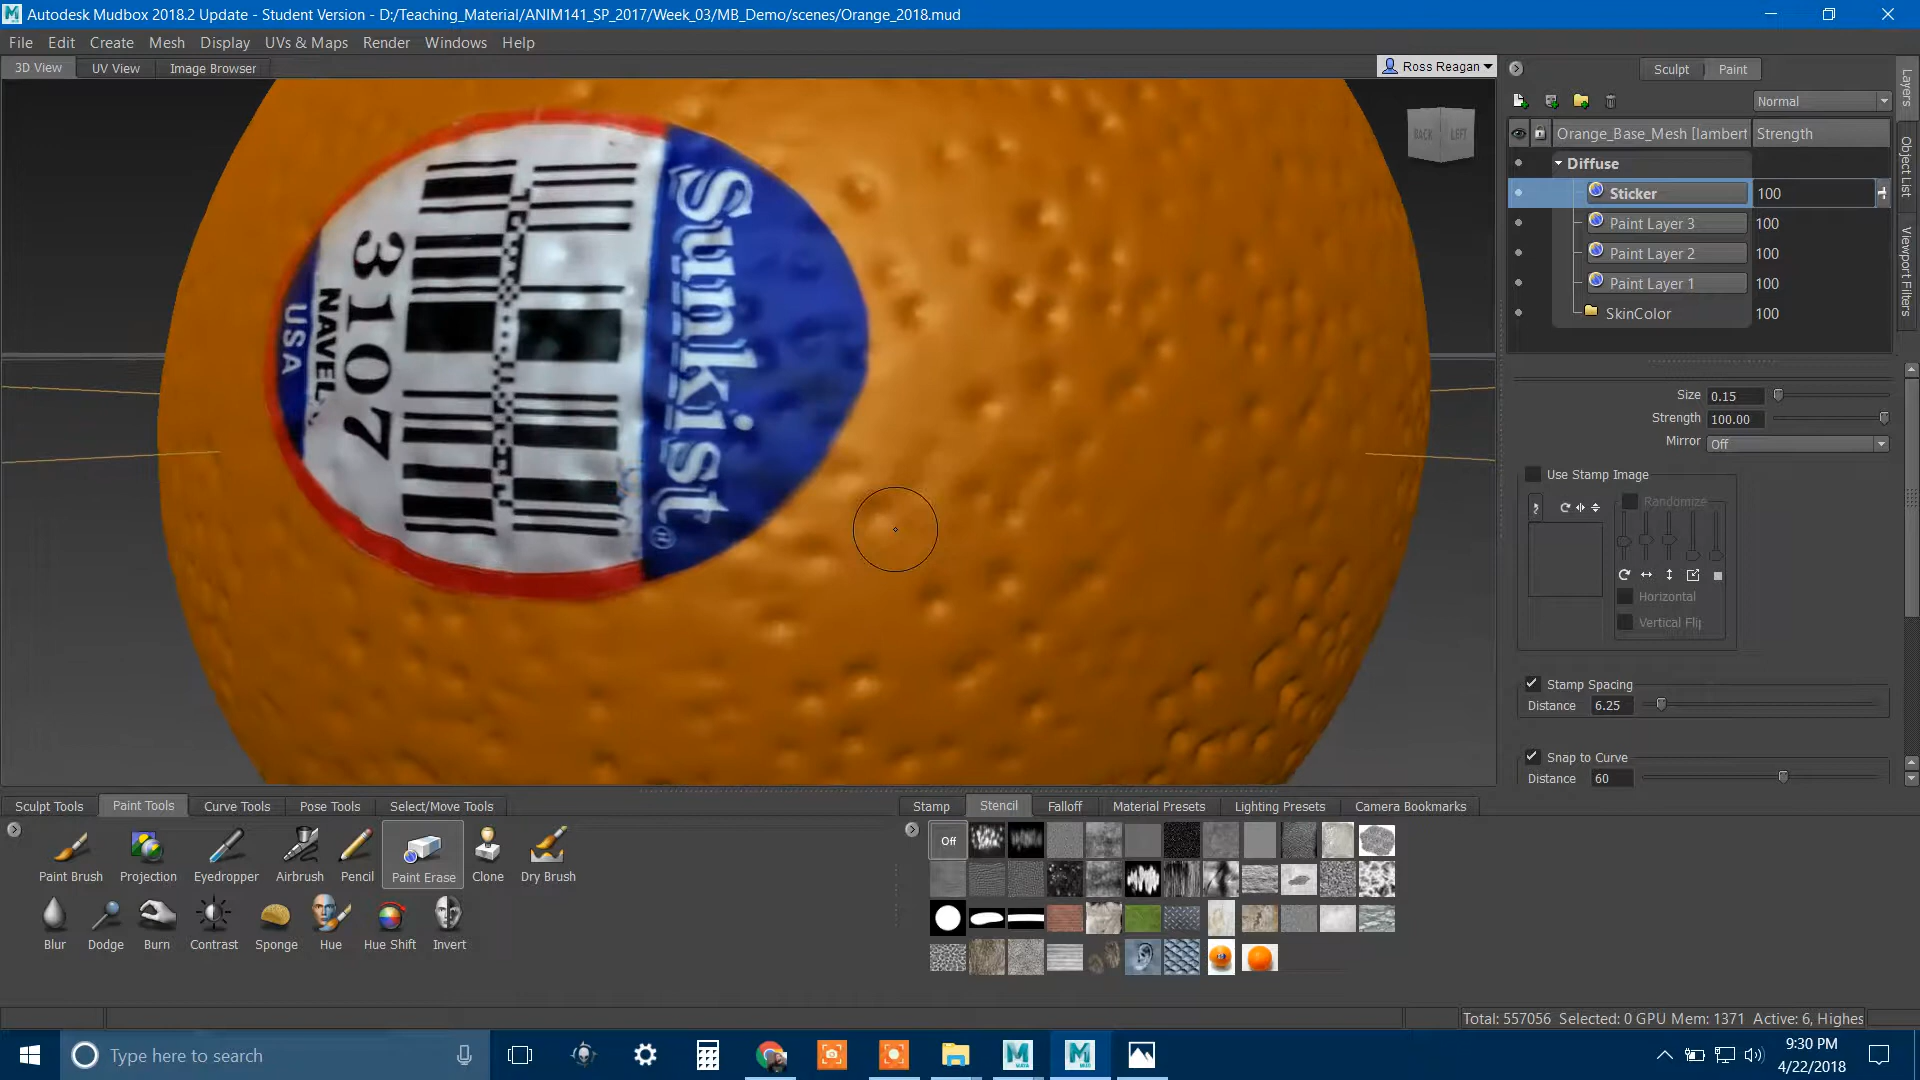 Autodesk Mudbox 2018.2 Update - Student Version - D:/Teaching_Material/ANIM141_SP_2017/Week_03/MB_Demo/scenes/Orange_2018.mud
File Edit Create Mesh Display UVs & Maps Render Windows Help
3D View UV View Image Browser
Ross Reagan
BACK LEFT
Sunkist®
3107
NAVEL
USA
Sculpt Paint
Normal
Orange_Base_Mesh [lambert Strength
Diffuse
Sticker 100
Paint Layer 3 100
Paint Layer 2 100
Paint Layer 1 100
SkinColor 100
Layers
Object List
Viewport Filters
Size 0.15
Strength 100.00
Mirror Off
Use Stamp Image
Randomize
Horizontal
Vertical Flip
Stamp Spacing
Distance 6.25
Snap to Curve
Distance 60
Sculpt Tools Paint Tools Curve Tools Pose Tools Select/Move Tools
Paint Brush Projection Eyedropper Airbrush Pencil Paint Erase Clone Dry Brush
Blur Dodge Burn Contrast Sponge Hue Hue Shift Invert
Stamp Stencil Falloff Material Presets Lighting Presets Camera Bookmarks
Off
Total: 557056 Selected: 0 GPU Mem: 1371 Active: 6, Highes
Type here to search
9:30 PM
4/22/2018